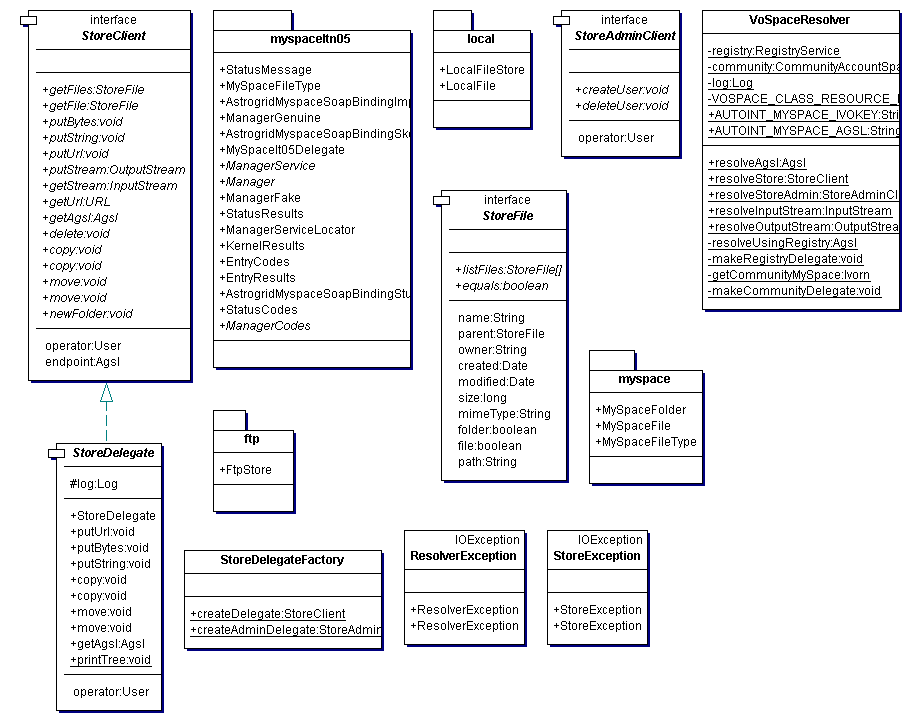 interface
StoreClient
+getFiles:StoreFile
+getFile:StoreFile
+putBytes:void
+putString:void
+putUrl:void
+putStream:OutputStream
+getStream:InputStream
+getUrl:URL
+getAgsl:Agsl
+delete:void
+copy:void
+copy:void
+move:void
+move:void
+newFolder:void
operator:User
endpoint:Agsl
myspaceItn05
+StatusMessage
+MySpaceFileType
+AstrogridMyspaceSoapBindingImp
+ManagerGenuine
+AstrogridMyspaceSoapBindingSke
+MySpaceIt05Delegate
+ManagerService
+Manager
+ManagerFake
+StatusResults
+ManagerServiceLocator
+KernelResults
+EntryCodes
+EntryResults
+AstrogridMyspaceSoapBindingStu
+StatusCodes
+ManagerCodes
local
+LocalFileStore
+LocalFile
interface
StoreAdminClient
+createUser:void
+deleteUser:void
operator:User
VoSpaceResolver
-registry:RegistryService
-community:CommunityAccountSpa
-log:Log
-VOSPACE_CLASS_RESOURCE_
+AUTOINT_MYSPACE_IVOKEY:Stri
+AUTOINT_MYSPACE_AGSL:String
+resolveAgsl:Agsl
+resolveStore:StoreClient
+resolveStoreAdmin:StoreAdminCl
+resolveInputStream:InputStream
+resolveOutputStream:OutputStrea
-resolveUsingRegistry:Agsl
-makeRegistryDelegate:void
-getCommunityMySpace:Ivorn
-makeCommunityDelegate:void
interface
StoreFile
+listFiles:StoreFile[]
+equals:boolean
name:String
parent:StoreFile
owner:String
created:Date
modified:Date
size:long
mimeType:String
folder:boolean
file:boolean
path:String
myspace
+MySpaceFolder
+MySpaceFile
+MySpaceFileType
ftp
+FtpStore
StoreDelegate
#log:Log
+StoreDelegate
+putUrl:void
+putBytes:void
+putString:void
+copy:void
+copy:void
+move:void
+move:void
+getAgsl:Agsl
+printTree:void
operator:User
StoreDelegateFactory
+createDelegate:StoreClient
+createAdminDelegate:StoreAdmin
IOException
ResolverException
+ResolverException
+ResolverException
IOException
StoreException
+StoreException
+StoreException